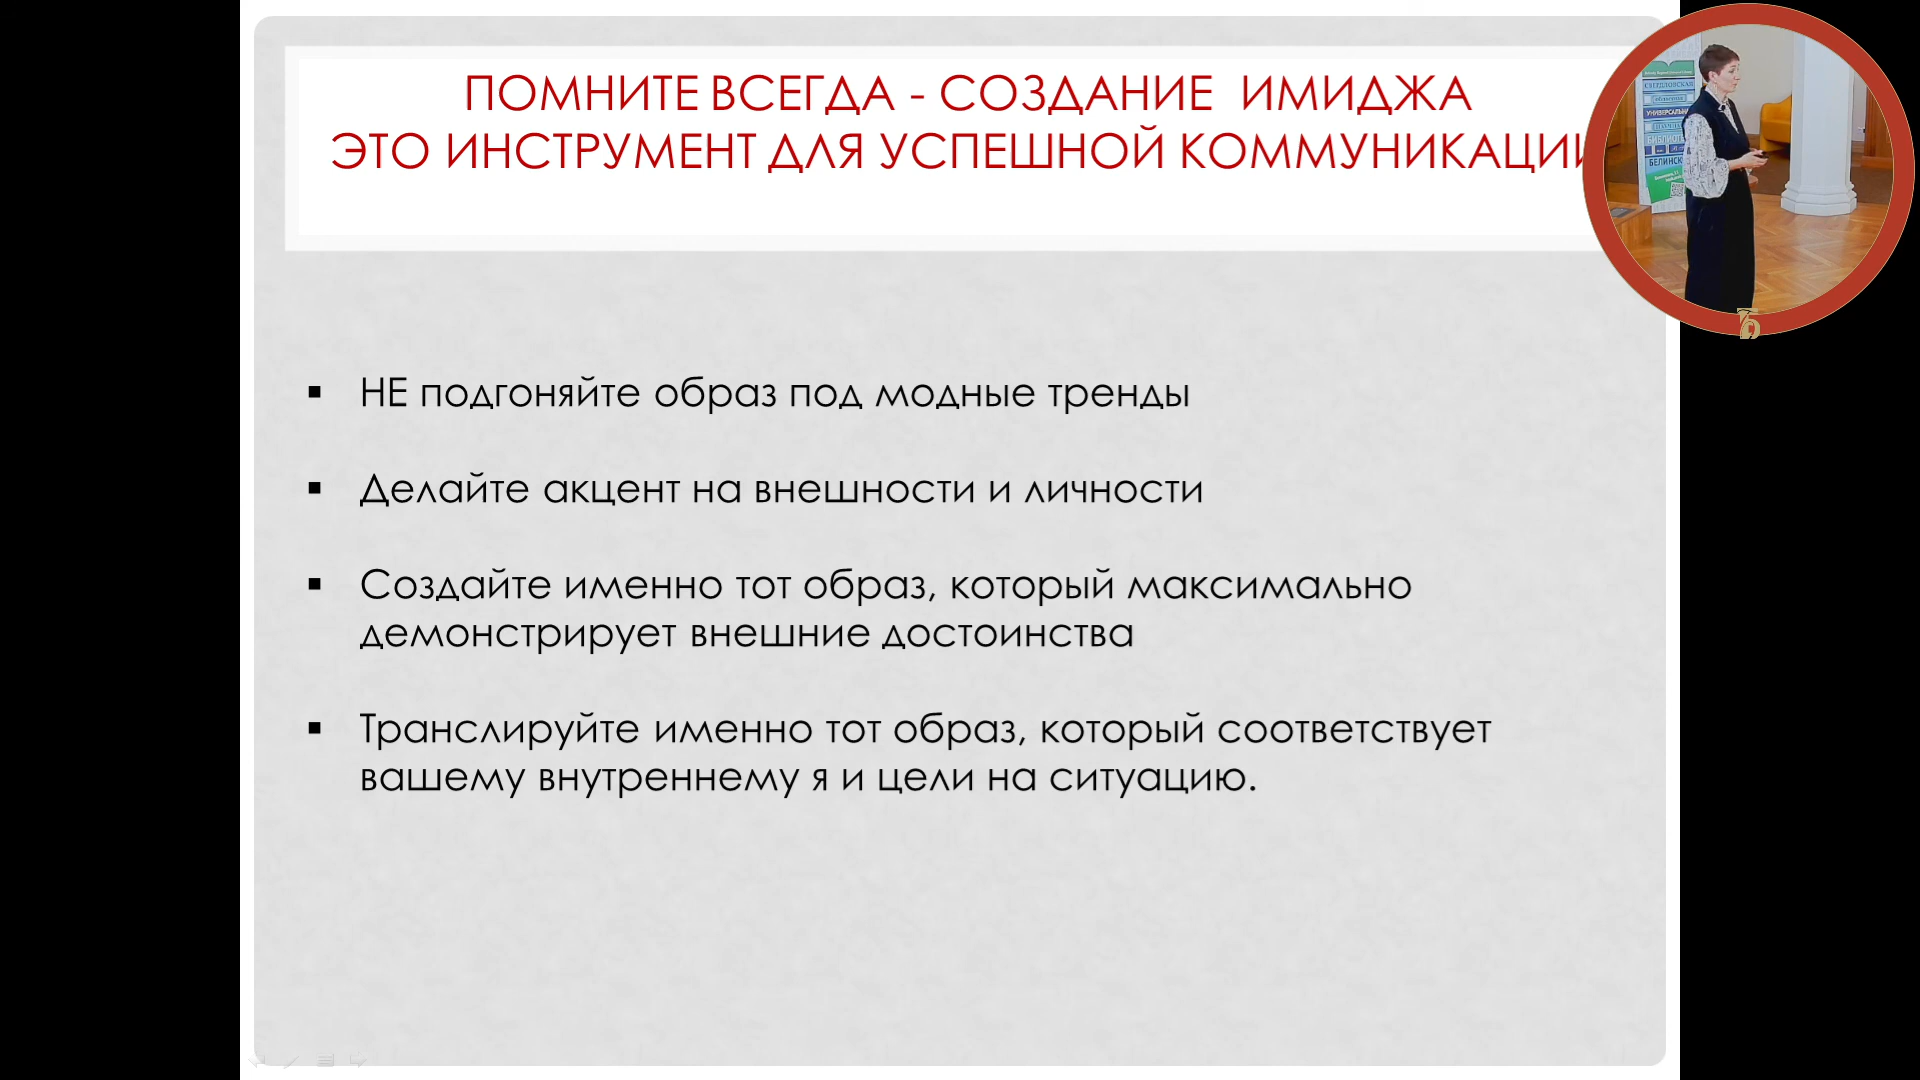 ПОМНИТЕ ВСЕГДА - СОЗДАНИЕ ИМИДЖА
ЭТО ИНСТРУМЕНТ ДЛЯ УСПЕШНОЙ КОММУНИКАЦИИ
▪ НЕ подгоняйте образ под модные тренды
▪ Делайте акцент на внешности и личности
▪ Создайте именно тот образ, который максимально
демонстрирует внешние достоинства
▪ Транслируйте именно тот образ, который соответствует
вашему внутреннему я и цели на ситуацию.
СВЕРДЛОВСКАЯ